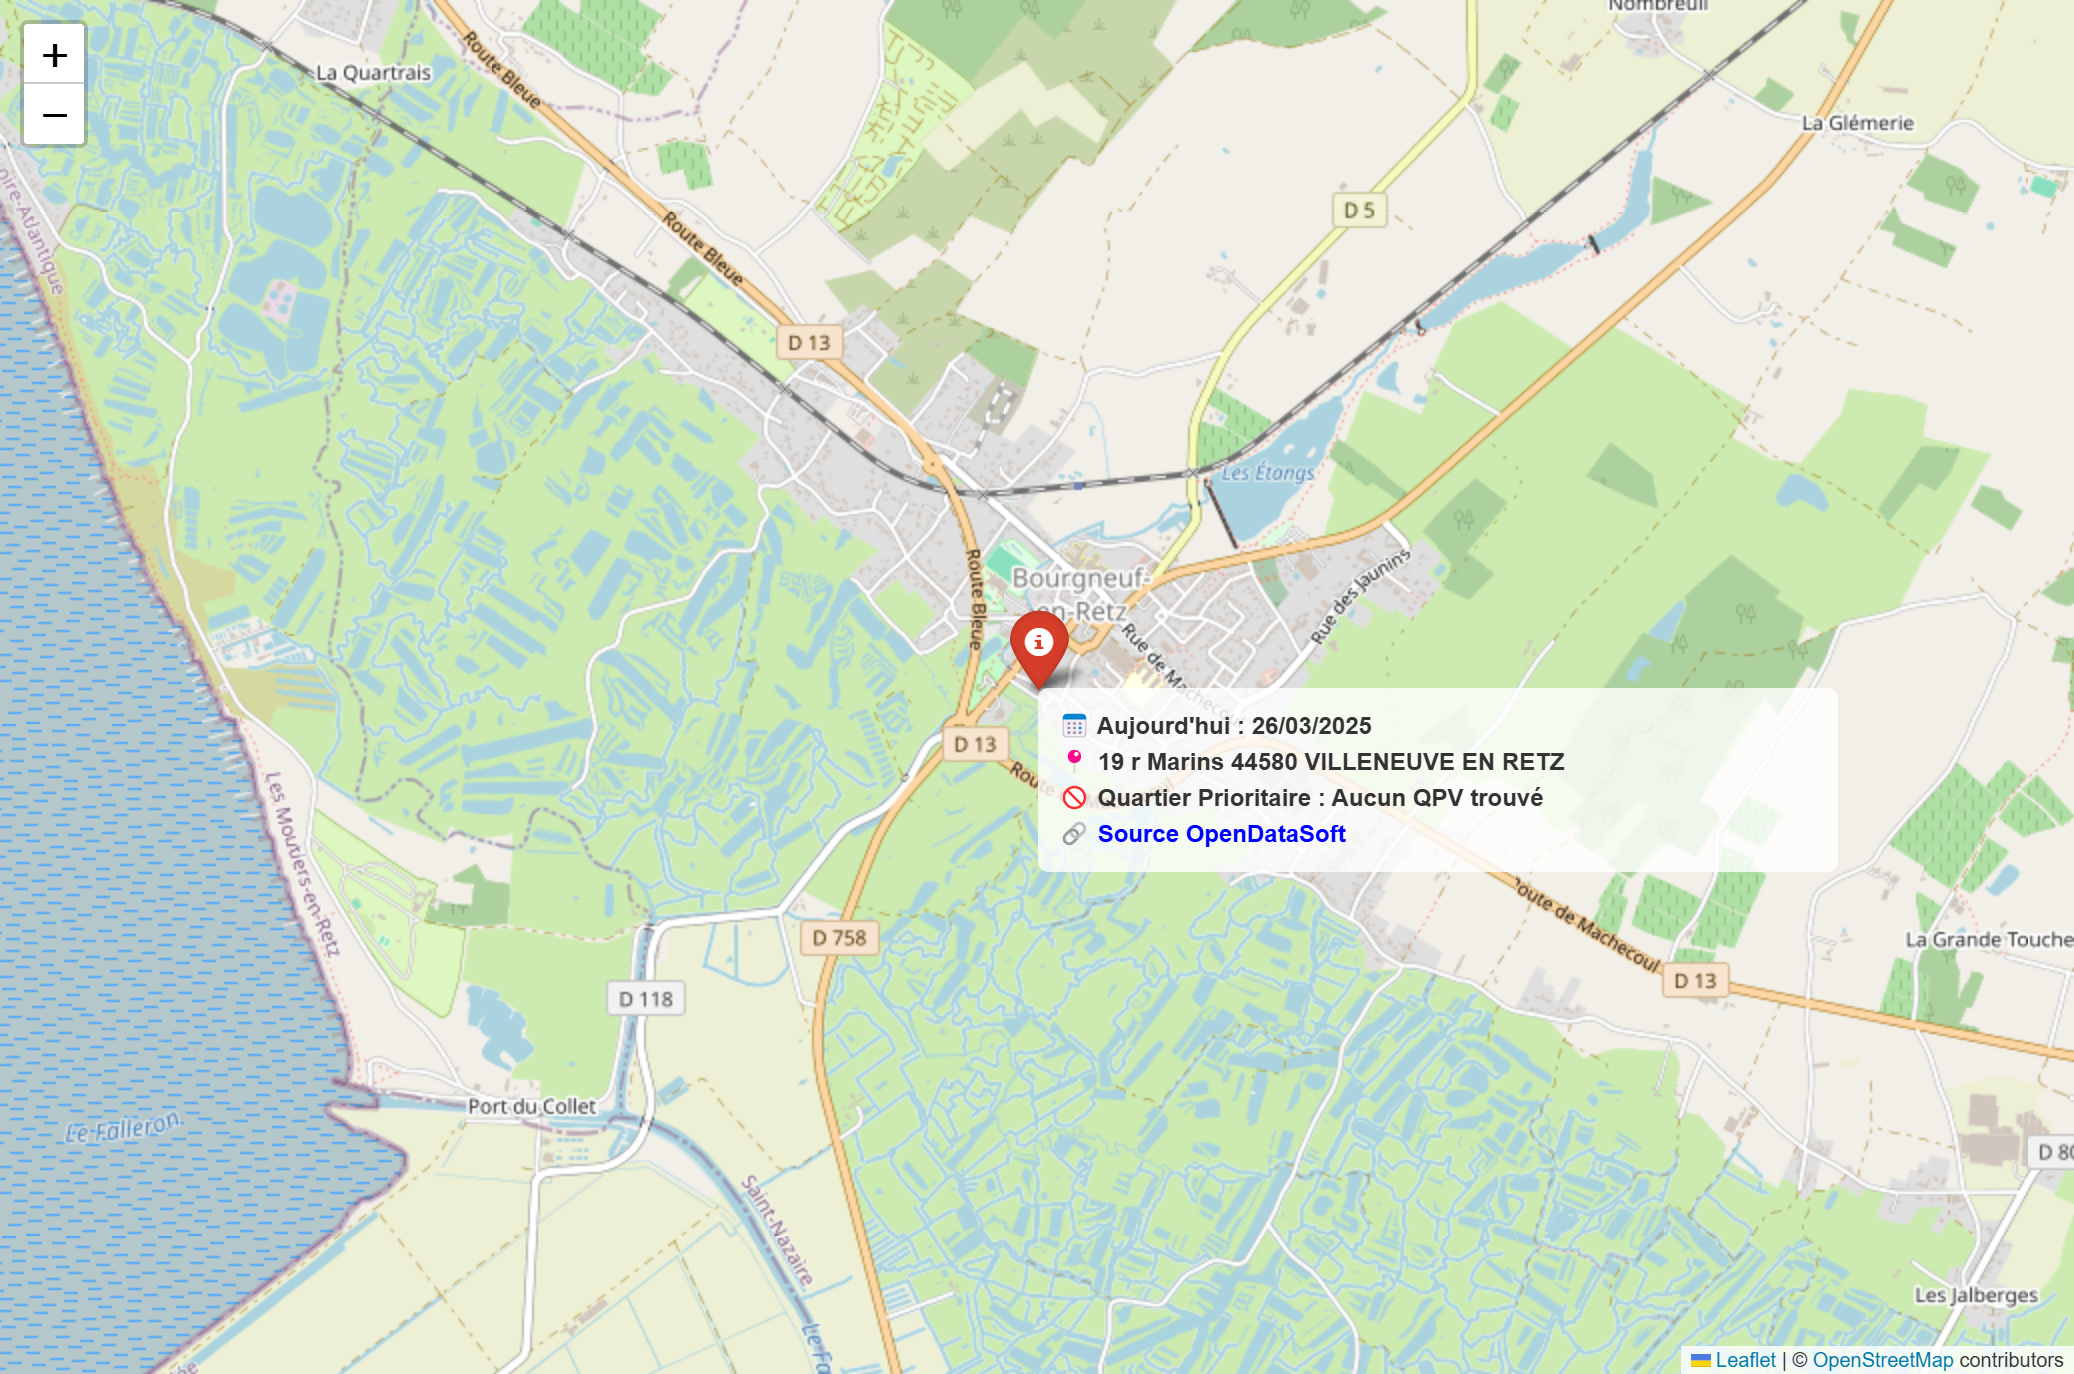 Nombreuil
+
−
La Quartrais
Route Bleue
La Glémerie
oire-Atlantique
Route Bleue
D 5
D 13
Les Étangs
Route Bleue
Bourgneuf-
en-Retz
Rue des Jaunins
Rue de Machecoul
D 13
Aujourd'hui : 26/03/2025
19 r Marins 44580 VILLENEUVE EN RETZ
Quartier Prioritaire : Aucun QPV trouvé
Source OpenDataSoft
Route
Les Moutiers-en-Retz
D 758
Route de Machecoul
La Grande Touche
D 13
D 118
Port du Collet
Le Falleron
D 80
Saint-Nazaire
Les Jalberges
Le Fa
Leaflet | © OpenStreetMap contributors